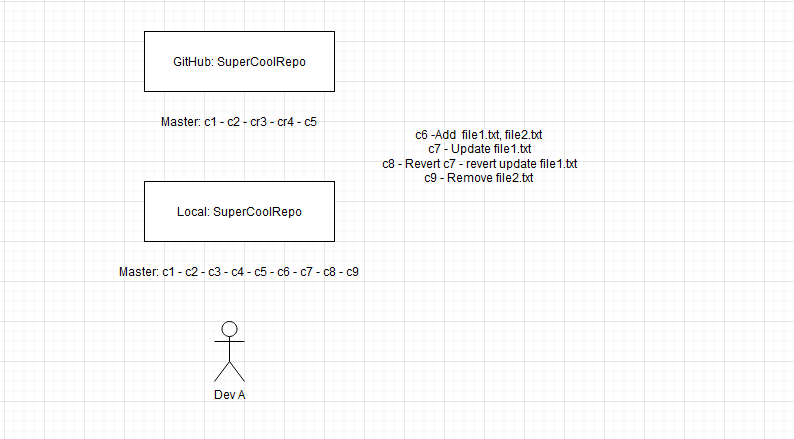 GitHub: SuperCoolRepo
Master: c1 - c2 - cr3 - cr4 - c5
c6 -Add  file1.txt, file2.txt
c7 - Update file1.txt
c8 - Revert c7 - revert update file1.txt
c9 - Remove file2.txt
Local: SuperCoolRepo
Master: c1 - c2 - c3 - c4 - c5 - c6 - c7 - c8 - c9
Dev A